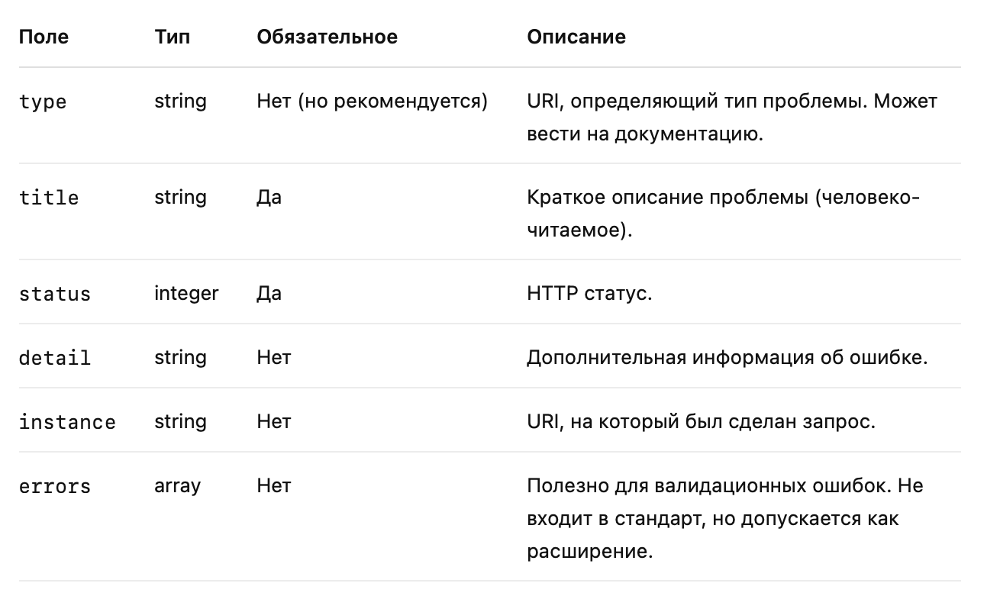 Поле Тип Обязательное Описание
type string Нет (но рекомендуется) URI, определяющий тип проблемы. Может
вести на документацию.
title string Да Краткое описание проблемы (человеко-
читаемое).
status integer Да HTTP статус.
detail string Нет Дополнительная информация об ошибке.
instance string Нет URI, на который был сделан запрос.
errors array Нет Полезно для валидационных ошибок. Не
входит в стандарт, но допускается как
расширение.